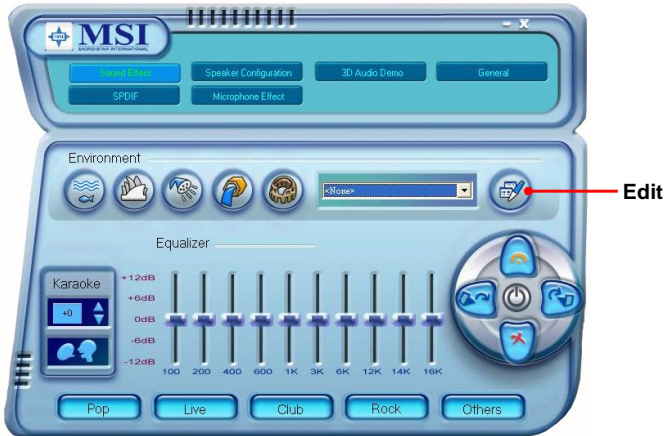 MSI
MICRO-STAR INTERNATIONAL
- x
Sound Effect
Speaker Configuration
3D Audio Demo
General
SPDIF
Microphone Effect
Environment
<None>
Edit
Equalizer
Karaoke
+0
+12dB
+6dB
0dB
-6dB
-12dB
100 200 400 600 1K 3K 6K 12K 14K 16K
Pop
Live
Club
Rock
Others